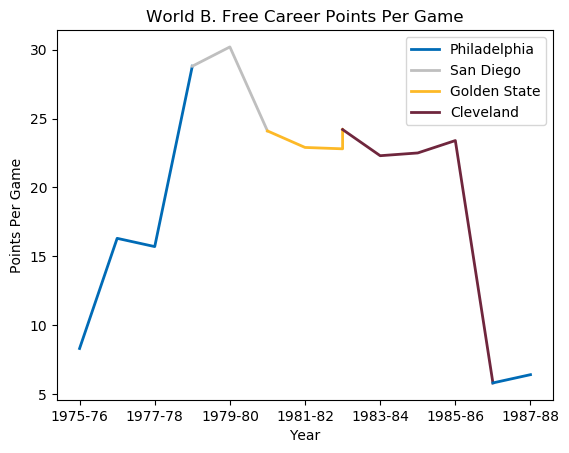 World B. Free Career Points Per Game
Philadelphia
San Diego
Golden State
Cleveland
Points Per Game
30
25
20
15
10
5
1975-76 1977-78 1979-80 1981-82 1983-84 1985-86 1987-88
Year